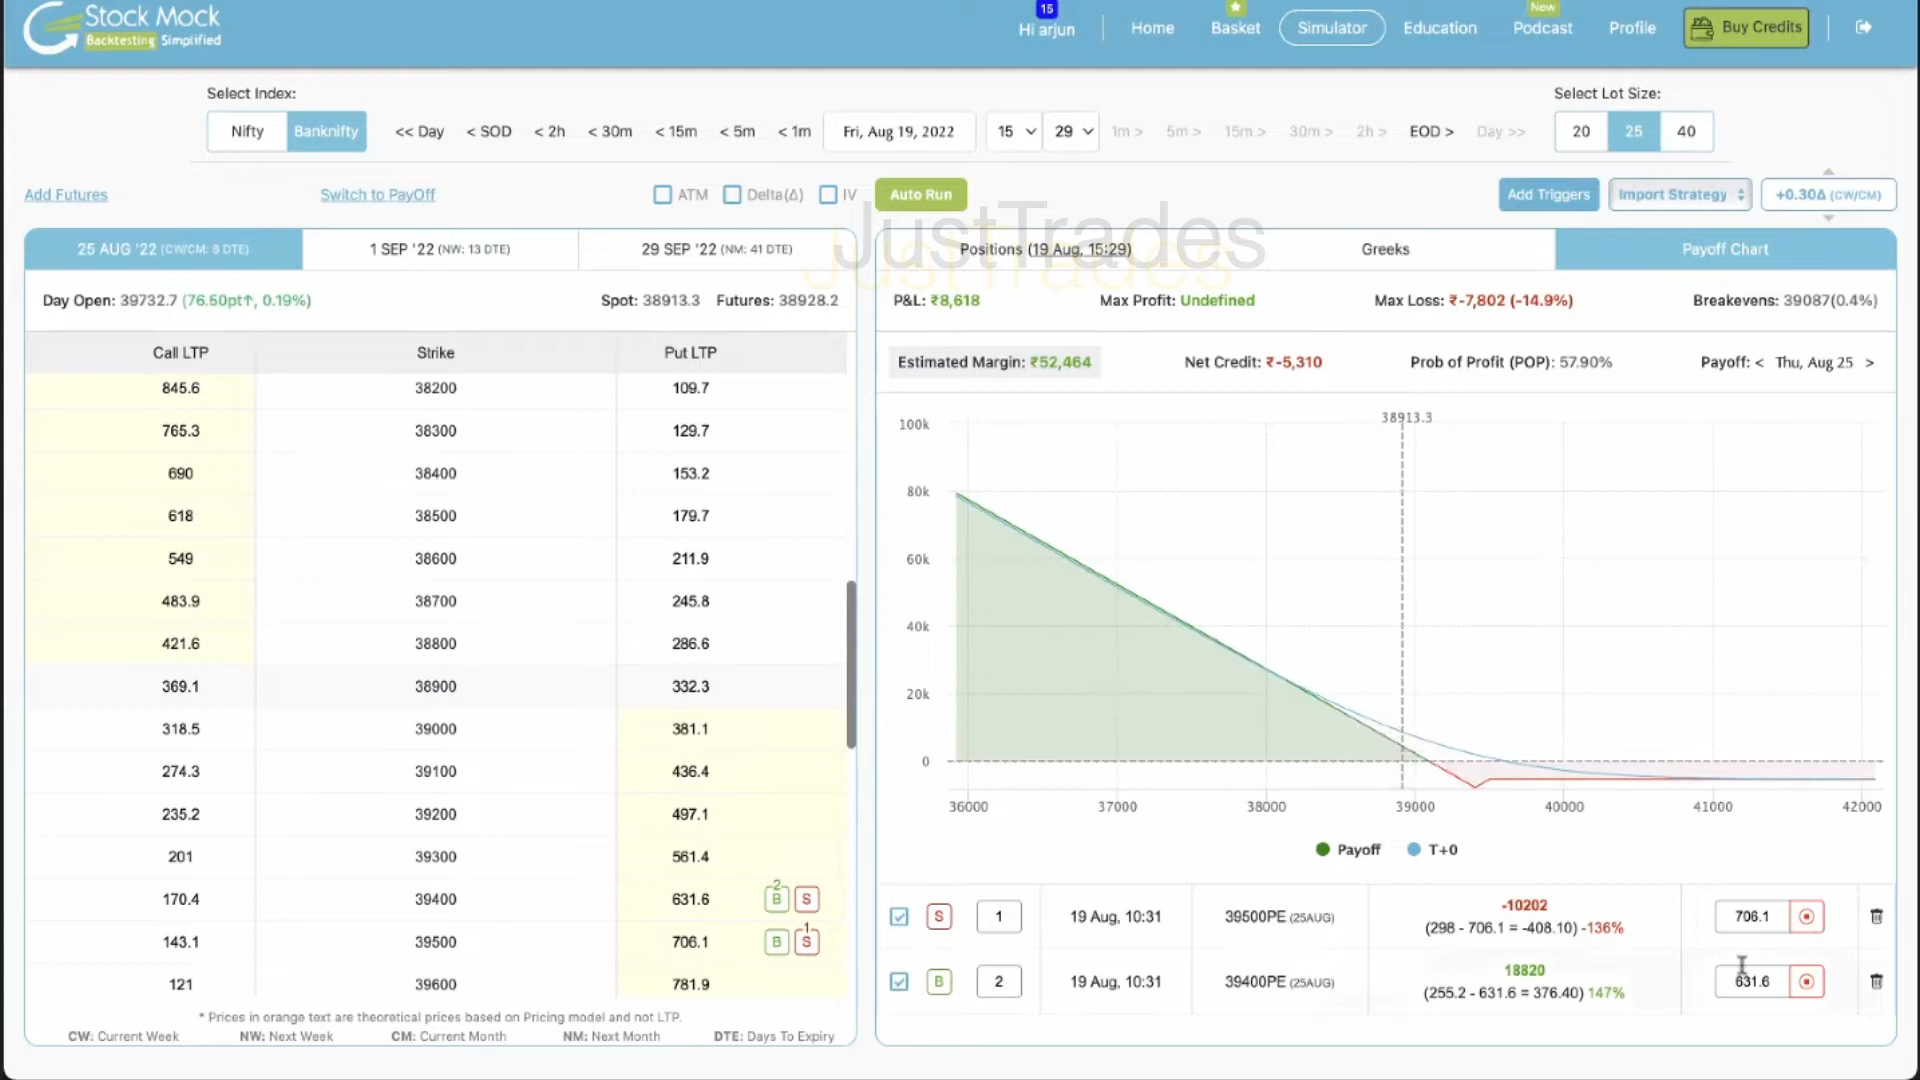 Stock Mock
Backtesting Simplified
15
Hi arjun
Home
Basket
Simulator
Education
New
Podcast
Profile
Buy Credits
Select Index:
Nifty
Banknifty
<< Day
< SOD
< 2h
< 30m
< 15m
< 5m
< 1m
Fri, Aug 19, 2022
15
29
1m >
5m >
15m >
30m >
2h >
EOD >
Day >>
Select Lot Size:
20
25
40
Add Futures
Switch to PayOff
ATM
Delta(Δ)
IV
Auto Run
Add Triggers
Import Strategy
+0.30Δ (CW/CM)
JustTrades
JustTrades
25 AUG '22 (CW/CM: 6 DTE)
1 SEP '22 (NW: 13 DTE)
29 SEP '22 (NM: 41 DTE)
Positions (19 Aug, 15:29)
Greeks
Payoff Chart
Day Open: 39732.7 (76.50pt↑, 0.19%)
Spot: 38913.3
Futures: 38928.2
P&L: ₹8,618
Max Profit: Undefined
Max Loss: ₹-7,802 (-14.9%)
Breakevens: 39087(0.4%)
Call LTP Strike Put LTP
845.6 38200 109.7
765.3 38300 129.7
690 38400 153.2
618 38500 179.7
549 38600 211.9
483.9 38700 245.8
421.6 38800 286.6
369.1 38900 332.3
318.5 39000 381.1
274.3 39100 436.4
235.2 39200 497.1
201 39300 561.4
170.4 39400 631.6 2 B S
143.1 39500 706.1 B 1 S
121 39600 781.9
* Prices in orange text are theoretical prices based on Pricing model and not LTP.
CW: Current Week
NW: Next Week
CM: Current Month
NM: Next Month
DTE: Days To Expiry
Estimated Margin: ₹52,464
Net Credit: ₹-5,310
Prob of Profit (POP): 57.90%
Payoff: < Thu, Aug 25 >
38913.3
100k
80k
60k
40k
20k
0
36000 37000 38000 39000 40000 41000 42000
Payoff
T+0
S 1 19 Aug, 10:31 39500PE (25AUG) -10202 706.1
(298 - 706.1 = -408.10) -136%
B 2 19 Aug, 10:31 39400PE (25AUG) 18820 631.6
(255.2 - 631.6 = 376.40) 147%